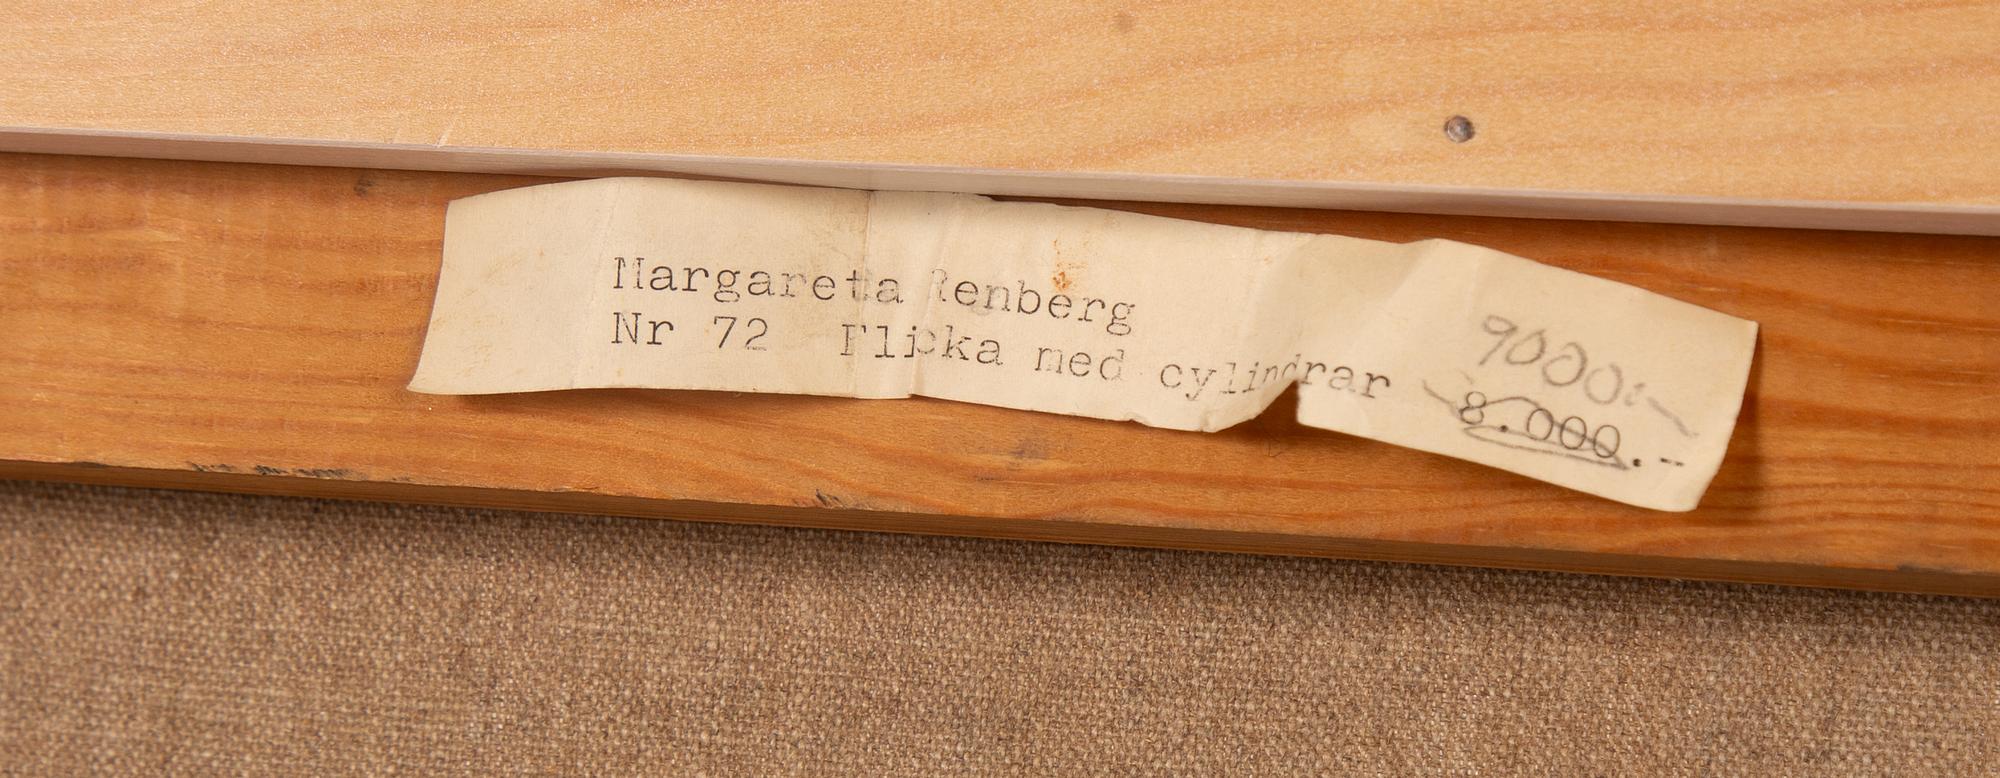 Margareta Renberg
Nr 72 Flicka med cylindrar
9000:-
8.000.--